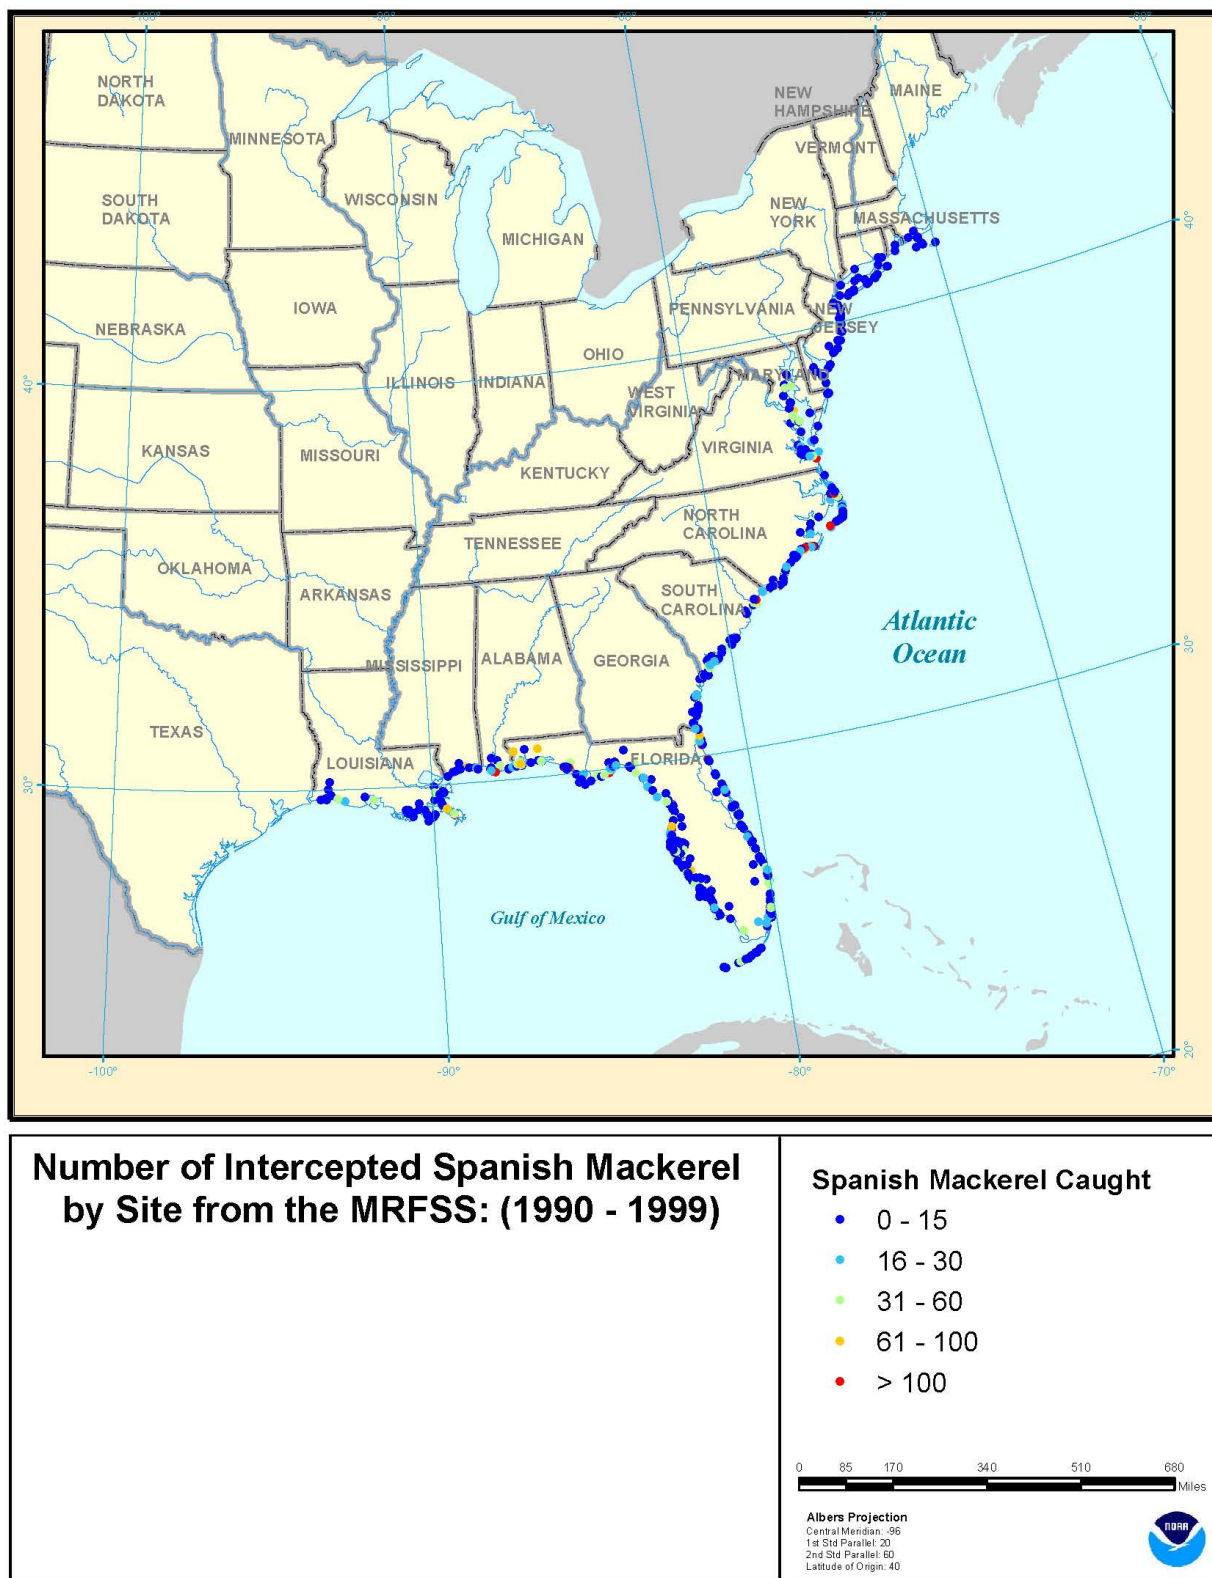 -100°
-90°
-80°
-70°
-60°
NORTH
DAKOTA
MINNESOTA
NEW
HAMPSHIRE
MAINE
VERMONT
SOUTH
DAKOTA
WISCONSIN
MICHIGAN
NEW
YORK
MASSACHUSETTS
40°
IOWA
NEBRASKA
PENNSYLVANIA
NEW
JERSEY
OHIO
ILLINOIS
INDIANA
MARYLAND
40°
WEST
VIRGINIA
KANSAS
MISSOURI
VIRGINIA
KENTUCKY
NORTH
CAROLINA
TENNESSEE
OKLAHOMA
ARKANSAS
SOUTH
CAROLINA
Atlantic
Ocean
30°
MISSISSIPPI
ALABAMA
GEORGIA
TEXAS
LOUISIANA
FLORIDA
30°
Gulf of Mexico
20°
-100°
-90°
-80°
-70°
Number of Intercepted Spanish Mackerel
by Site from the MRFSS: (1990 - 1999)
Spanish Mackerel Caught
0 - 15
16 - 30
31 - 60
61 - 100
> 100
0 85 170 340 510 680
Miles
Albers Projection
Central Meridian: -96
1st Std Parallel: 20
2nd Std Parallel: 60
Latitude of Origin: 40
NOAA